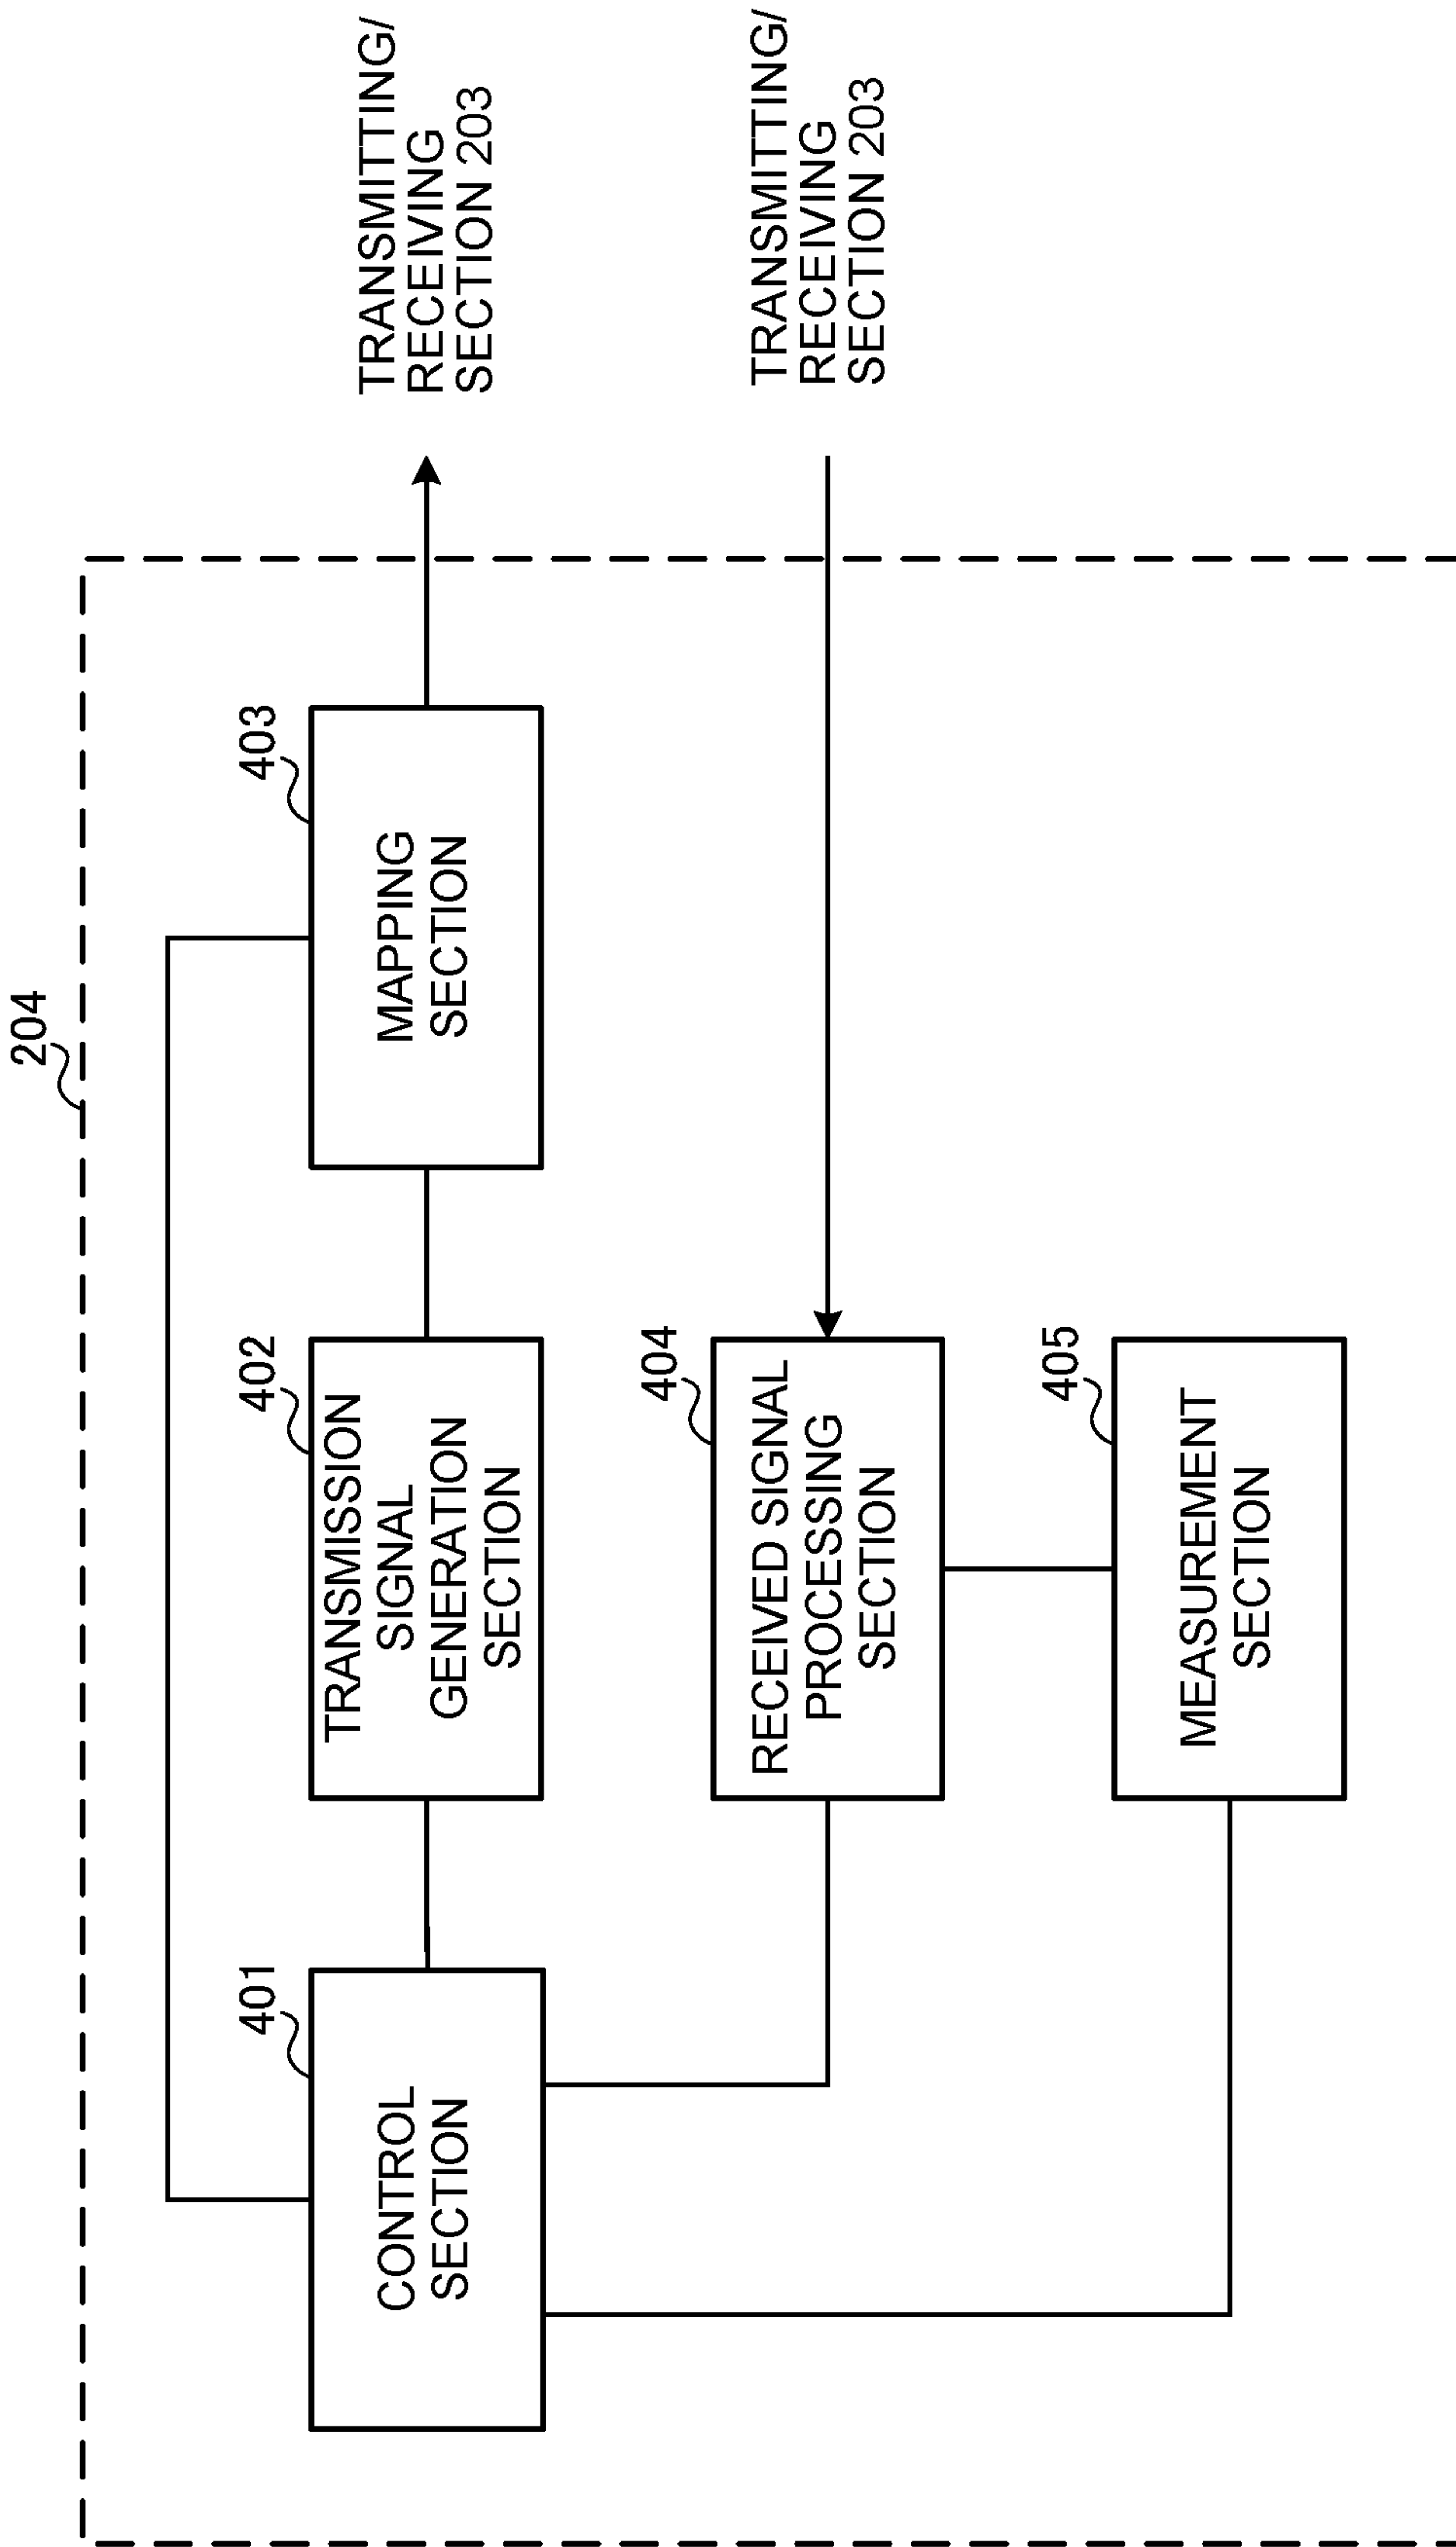 204
401
CONTROL
SECTION
402
TRANSMISSION
SIGNAL
GENERATION
SECTION
403
MAPPING
SECTION
TRANSMITTING/
RECEIVING
SECTION 203
404
RECEIVED SIGNAL
PROCESSING
SECTION
TRANSMITTING/
RECEIVING
SECTION 203
405
MEASUREMENT
SECTION